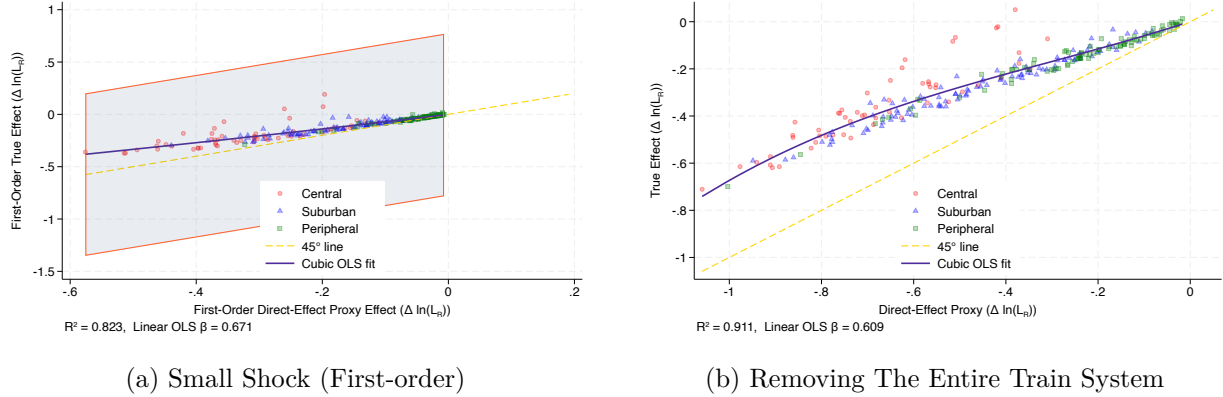 1
.5
0
-.5
-1
-1.5
First-Order True Effect (Δ ln(L_R))
Central
Suburban
Peripheral
45° line
Cubic OLS fit
-.6
-.4
-.2
0
.2
First-Order Direct-Effect Proxy Effect (Δ ln(L_R))
R² = 0.823, Linear OLS β = 0.671
(a) Small Shock (First-order)
0
-.2
-.4
-.6
-.8
-1
True Effect (Δ ln(L_R))
Central
Suburban
Peripheral
45° line
Cubic OLS fit
-1
-.8
-.6
-.4
-.2
0
Direct-Effect Proxy (Δ ln(L_R))
R² = 0.911, Linear OLS β = 0.609
(b) Removing The Entire Train System